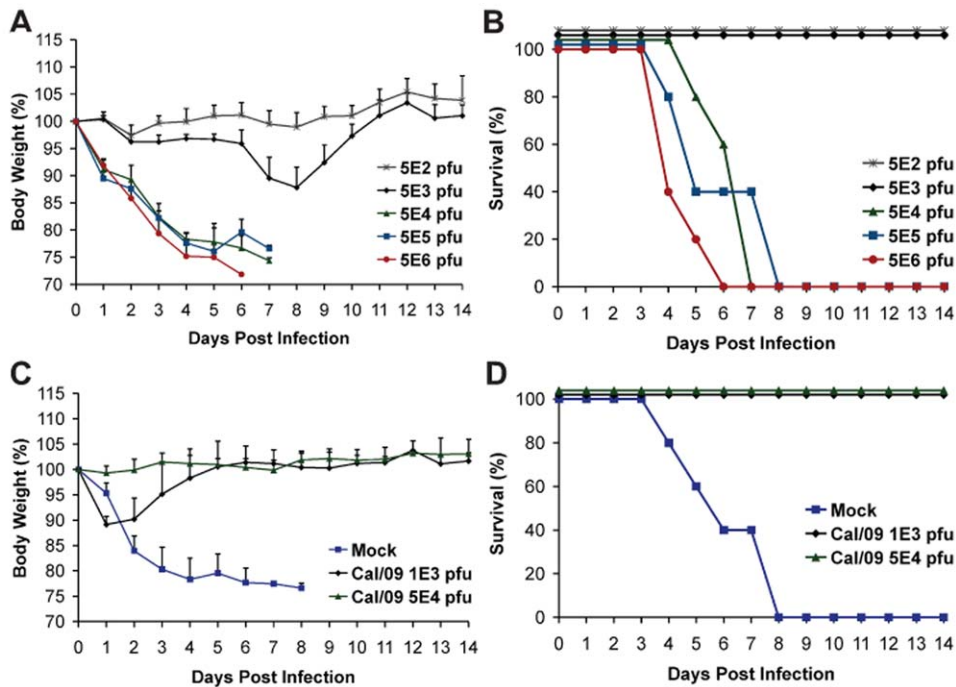 A
115
110
105
100
95
90
85
80
75
70
Body Weight (%)
5E2 pfu
5E3 pfu
5E4 pfu
5E5 pfu
5E6 pfu
0 1 2 3 4 5 6 7 8 9 10 11 12 13 14
Days Post Infection
B
100
80
60
40
20
0
Survival (%)
5E2 pfu
5E3 pfu
5E4 pfu
5E5 pfu
5E6 pfu
0 1 2 3 4 5 6 7 8 9 10 11 12 13 14
Days Post Infection
C
115
110
105
100
95
90
85
80
75
70
Body Weight (%)
Mock
Cal/09 1E3 pfu
Cal/09 5E4 pfu
0 1 2 3 4 5 6 7 8 9 10 11 12 13 14
Days Post Infection
D
100
80
60
40
20
0
Survival (%)
Mock
Cal/09 1E3 pfu
Cal/09 5E4 pfu
0 1 2 3 4 5 6 7 8 9 10 11 12 13 14
Days Post Infection